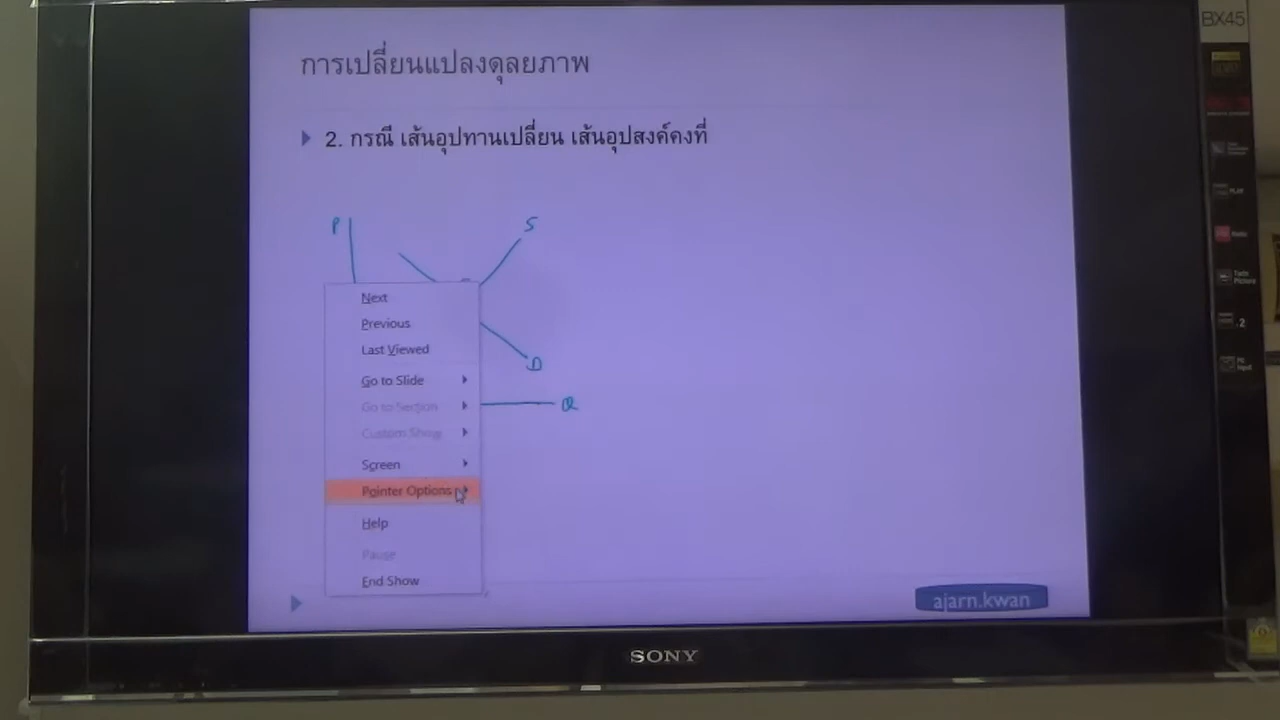 การเปลี่ยนแปลงดุลยภาพ
2. กรณี เส้นอุปทานเปลี่ยน เส้นอุปสงค์คงที่
P
S
D
Q
Next
Previous
Last Viewed
Go to Slide
Go to Section
Custom Show
Screen
Pointer Options
Help
Pause
End Show
ajarn.kwan
SONY
BX45